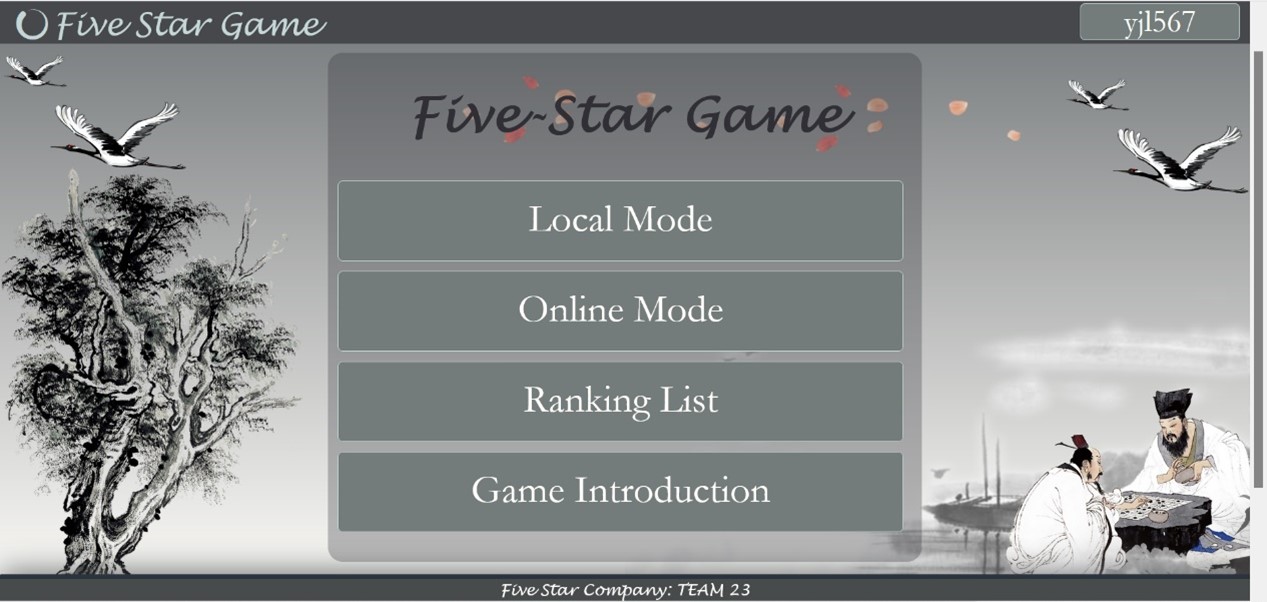 Five Star Game
yjl567
Five-Star Game
Local Mode
Online Mode
Ranking List
Game Introduction
Five Star Company: TEAM 23